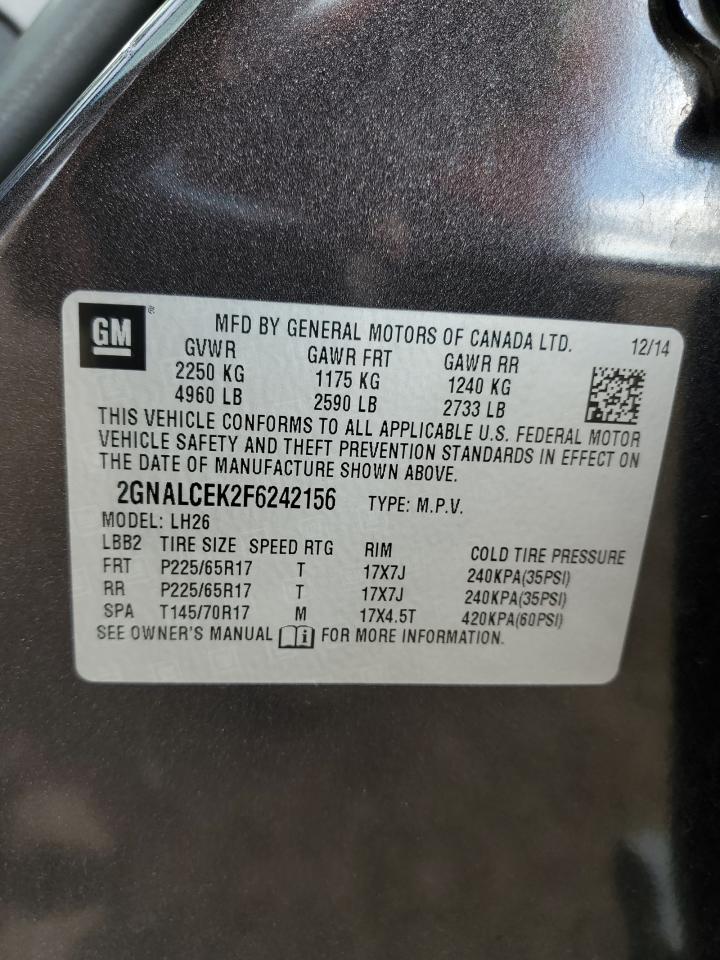 GM ®
MFD BY GENERAL MOTORS OF CANADA LTD. 12/14
GVWR GAWR FRT GAWR RR
2250 KG 1175 KG 1240 KG
4960 LB 2590 LB 2733 LB
THIS VEHICLE CONFORMS TO ALL APPLICABLE U.S. FEDERAL MOTOR
VEHICLE SAFETY AND THEFT PREVENTION STANDARDS IN EFFECT ON
THE DATE OF MANUFACTURE SHOWN ABOVE.
2GNALCEK2F6242156 TYPE: M.P.V.
MODEL: LH26
LBB2 TIRE SIZE SPEED RTG RIM COLD TIRE PRESSURE
FRT P225/65R17 T 17X7J 240KPA(35PSI)
RR P225/65R17 T 17X7J 240KPA(35PSI)
SPA T145/70R17 M 17X4.5T 420KPA(60PSI)
SEE OWNER'S MANUAL i FOR MORE INFORMATION.